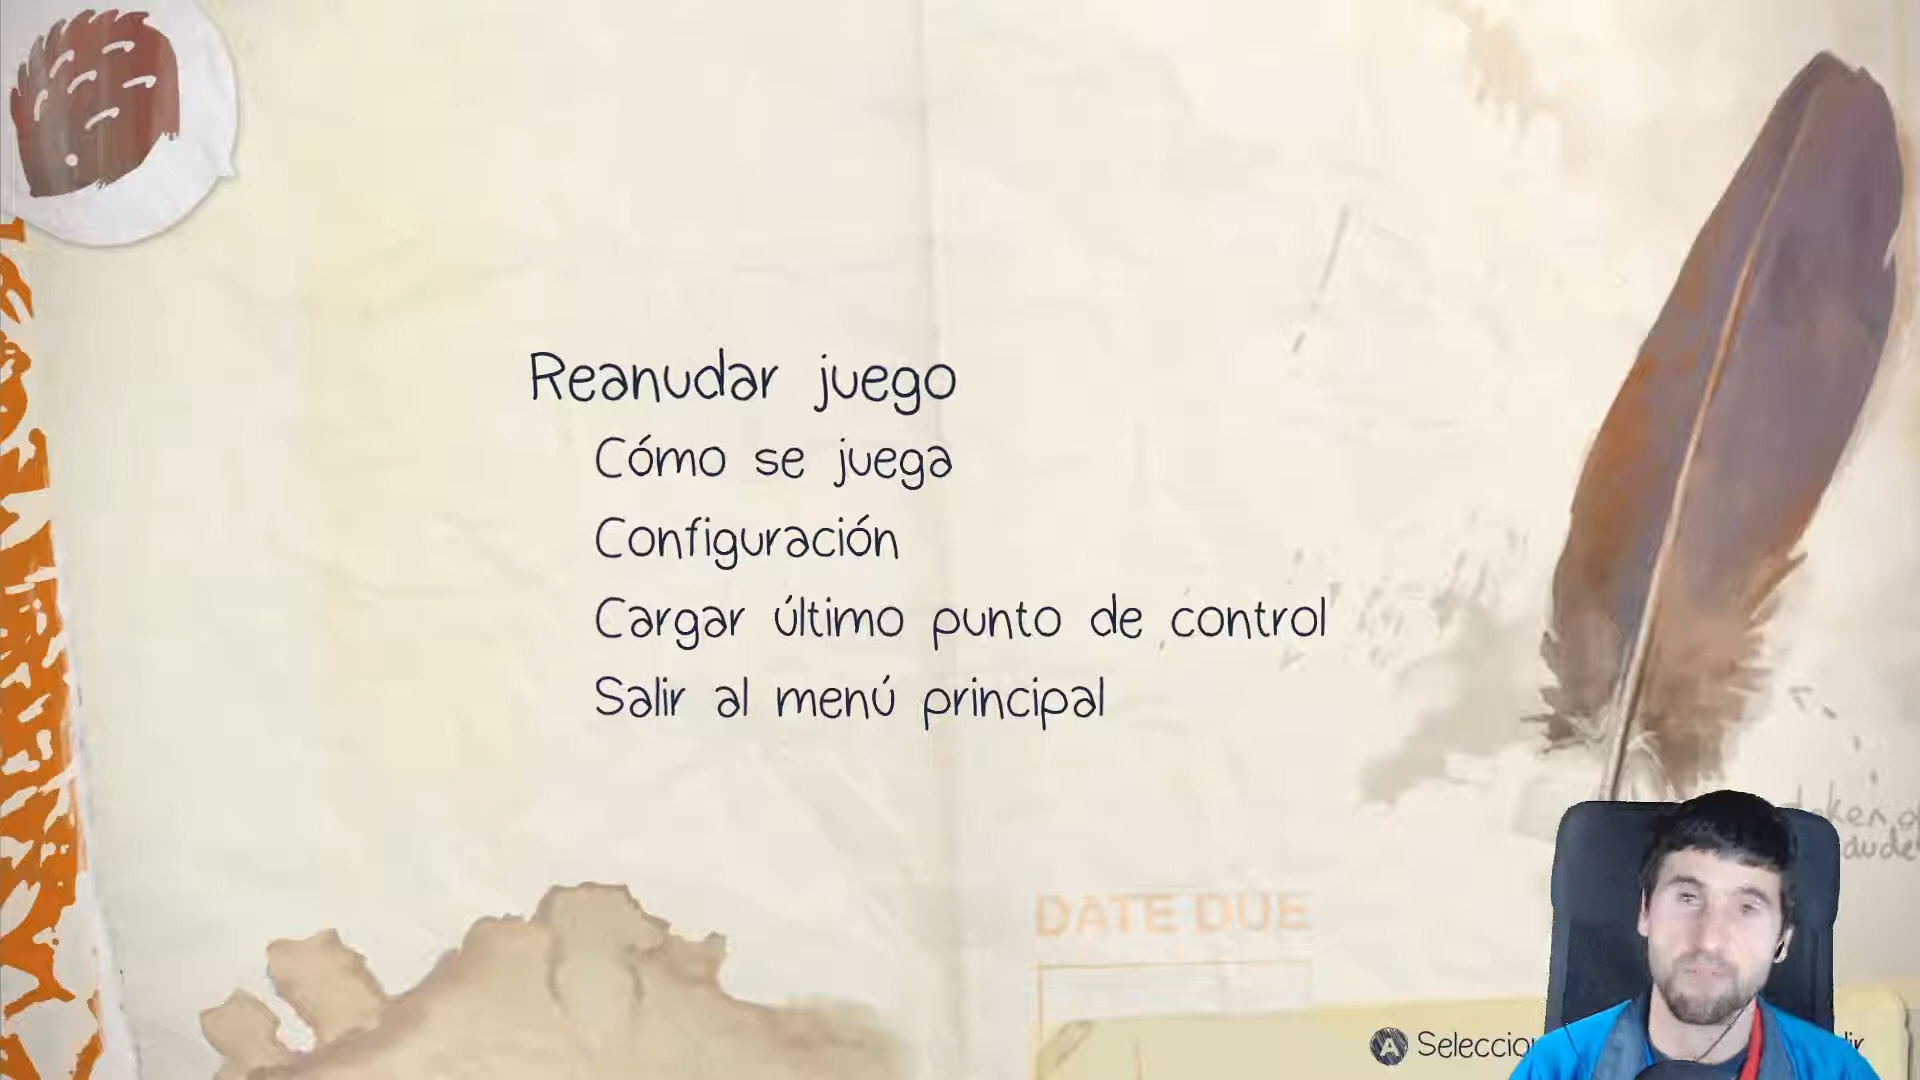 Reanudar juego
Cómo se juega
Configuración
Cargar último punto de control
Salir al menú principal
DATE DUE
A